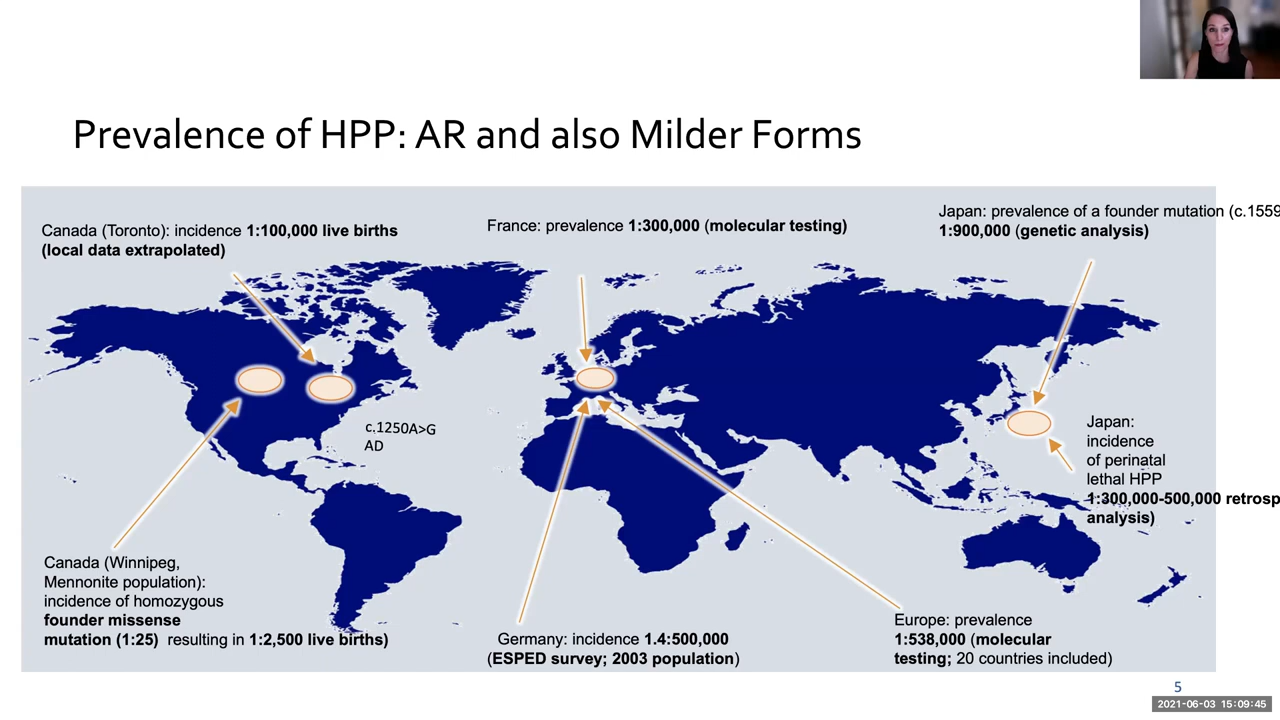 Prevalence of HPP: AR and also Milder Forms
Canada (Toronto): incidence 1:100,000 live births
(local data extrapolated)
France: prevalence 1:300,000 (molecular testing)
Japan: prevalence of a founder mutation (c.1559
1:900,000 (genetic analysis)
c.1250A>G
AD
Japan:
incidence
of perinatal
lethal HPP
1:300,000-500,000 retrosp
analysis)
Canada (Winnipeg,
Mennonite population):
incidence of homozygous
founder missense
mutation (1:25) resulting in 1:2,500 live births)
Germany: incidence 1.4:500,000
(ESPED survey; 2003 population)
Europe: prevalence
1:538,000 (molecular
testing; 20 countries included)
5
2021-06-03 15:09:45